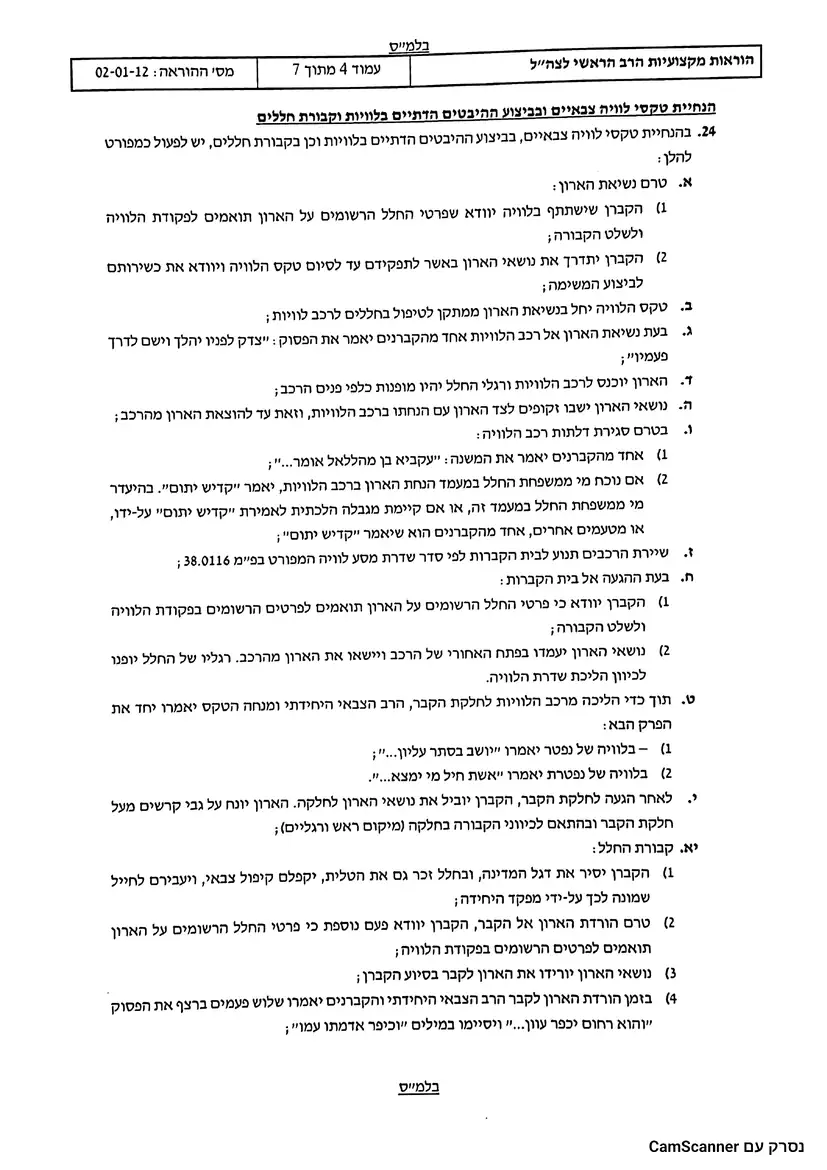 בלמ״ס
הוראות מקצועיות הרב הראשי לצה״ל
עמוד 4 מתוך 7
מס׳ ההוראה: 02-01-12
הנחיית טקסי לוויה צבאיים ובביצוע ההיבטים הדתיים בלוויות וקבורת חללים
24. בהנחיית טקסי לוויה צבאיים, בביצוע ההיבטים הדתיים בלוויות וכן בקבורת חללים, יש לפעול כמפורט
להלן:
א. טרם נשיאת הארון:
1) הקברן שישתתף בלוויה יוודא שפרטי החלל הרשומים על הארון תואמים לפקודת הלוויה
ולשלט הקבורה;
2) הקברן יתדרך את נושאי הארון באשר לתפקידם עד לסיום טקס הלוויה ויוודא את כשירותם
לביצוע המשימה;
ב. טקס הלוויה יחל בנשיאת הארון ממתקן לטיפול בחללים לרכב לוויות;
ג. בעת נשיאת הארון אל רכב הלוויות אחד מהקברנים יאמר את הפסוק: ״צדק לפניו יהלך וישם לדרך
פעמיו״;
ד. הארון יוכנס לרכב הלוויות ורגלי החלל יהיו מופנות כלפי פנים הרכב;
ה. נושאי הארון ישבו זקופים לצד הארון עם הנחתו ברכב הלוויות, וזאת עד להוצאת הארון מהרכב;
ו. בטרם סגירת דלתות רכב הלוויה:
1) אחד מהקברנים יאמר את המשנה: ״עקביא בן מהללאל אומר...״;
2) אם נוכח מי ממשפחת החלל במעמד הנחת הארון ברכב הלוויות, יאמר ״קדיש יתום״. בהיעדר
מי ממשפחת החלל במעמד זה, או אם קיימת מגבלה הלכתית לאמירת ״קדיש יתום״ על-ידו,
או מטעמים אחרים, אחד מהקברנים הוא שיאמר ״קדיש יתום״;
ז. שיירת הרכבים תנוע לבית הקברות לפי סדר שדרת מסע לוויה המפורט בפ״מ 38.0116;
ח. בעת ההגעה אל בית הקברות:
1) הקברן יוודא כי פרטי החלל הרשומים על הארון תואמים לפרטים הרשומים בפקודת הלוויה
ולשלט הקבורה;
2) נושאי הארון יעמדו בפתח האחורי של הרכב ויישאו את הארון מהרכב. רגליו של החלל יופנו
לכיוון הליכת שדרת הלוויה.
ט. תוך כדי הליכה מרכב הלוויות לחלקת הקבר, הרב הצבאי היחידתי ומנחה הטקס יאמרו יחד את
הפרק הבא:
1) – בלוויה של נפטר יאמרו ״יושב בסתר עליון...״;
2) בלוויה של נפטרת יאמרו ״אשת חיל מי ימצא...״.
י. לאחר הגעה לחלקת הקבר, הקברן יוביל את נושאי הארון לחלקה. הארון יונח על גבי קרשים מעל
חלקת הקבר ובהתאם לכיווני הקבורה בחלקה (מיקום ראש ורגליים);
יא. קבורת החלל:
1) הקברן יסיר את דגל המדינה, ובחלל זכר גם את הטלית, יקפלם קיפול צבאי, ויעבירם לחייל
שמונה לכך על-ידי מפקד היחידה;
2) טרם הורדת הארון אל הקבר, הקברן יוודא פעם נוספת כי פרטי החלל הרשומים על הארון
תואמים לפרטים הרשומים בפקודת הלוויה;
3) נושאי הארון יורידו את הארון לקבר בסיוע הקברן;
4) בזמן הורדת הארון לקבר הרב הצבאי היחידתי והקברנים יאמרו שלוש פעמים ברצף את הפסוק
״והוא רחום יכפר עוון...״ ויסיימו במילים ״וכיפר אדמתו עמו״;
בלמ״ס
נסרק עם CamScanner